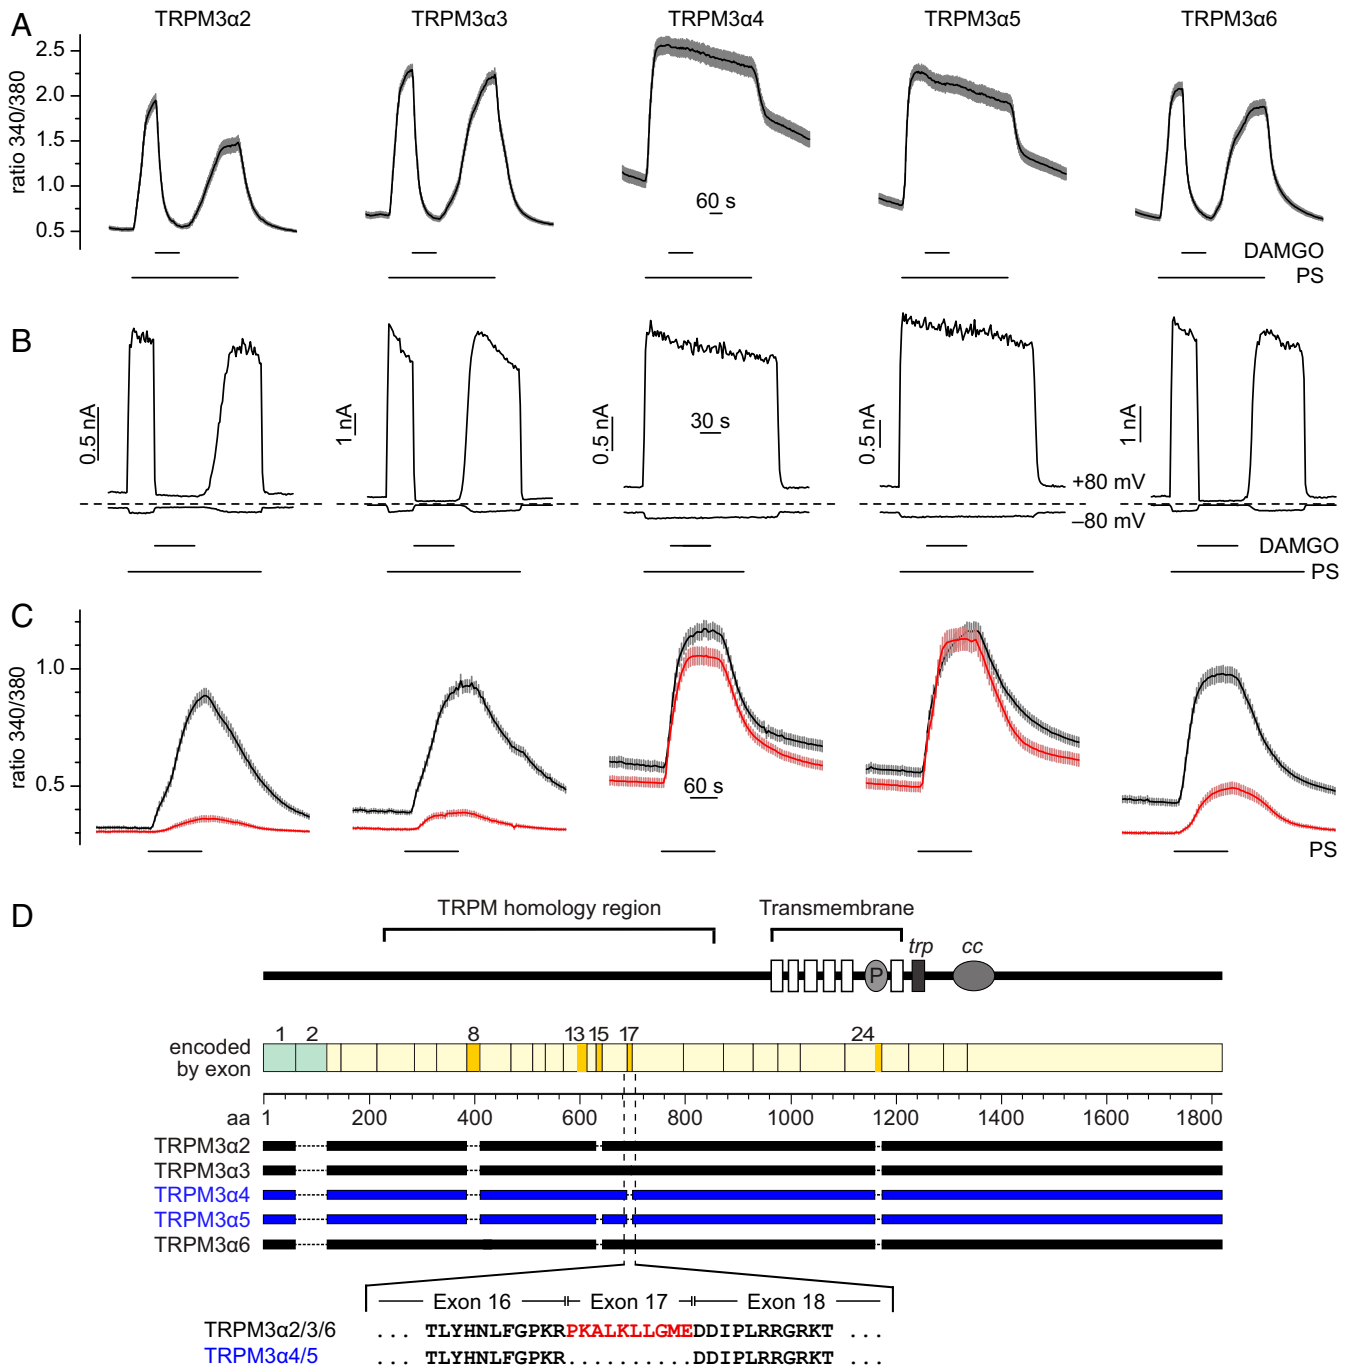 A
TRPM3α2 TRPM3α3 TRPM3α4 TRPM3α5 TRPM3α6
ratio 340/380
2.5
2.0
1.5
1.0
0.5
60 s
DAMGO
PS
B
0.5 nA 1 nA 0.5 nA 0.5 nA 1 nA
30 s
+80 mV
−80 mV
DAMGO
PS
C
ratio 340/380
1.0
0.5
60 s
PS
D
TRPM homology region Transmembrane
trp cc
P
1 2 8 13 15 17 24
encoded
by exon
aa 1 200 400 600 800 1000 1200 1400 1600 1800
TRPM3α2
TRPM3α3
TRPM3α4
TRPM3α5
TRPM3α6
Exon 16 Exon 17 Exon 18
TRPM3α2/3/6 ... TLYHNLFGPKRPKALKLLGMEDDIPLRRGRKT ...
TRPM3α4/5 ... TLYHNLFGPKR..........DDIPLRRGRKT ...